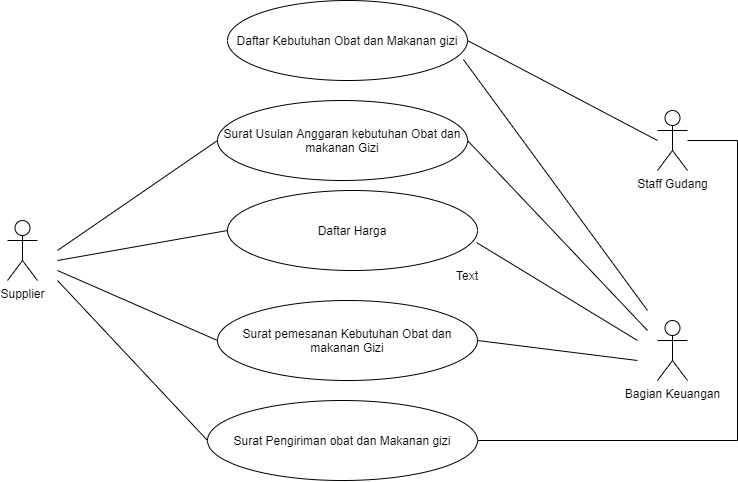 Daftar Kebutuhan Obat dan Makanan gizi
Surat Usulan Anggaran kebutuhan Obat dan
makanan Gizi
Staff Gudang
Daftar Harga
Text
Supplier
Surat pemesanan Kebutuhan Obat dan
makanan Gizi
Bagian Keuangan
Surat Pengiriman obat dan Makanan gizi